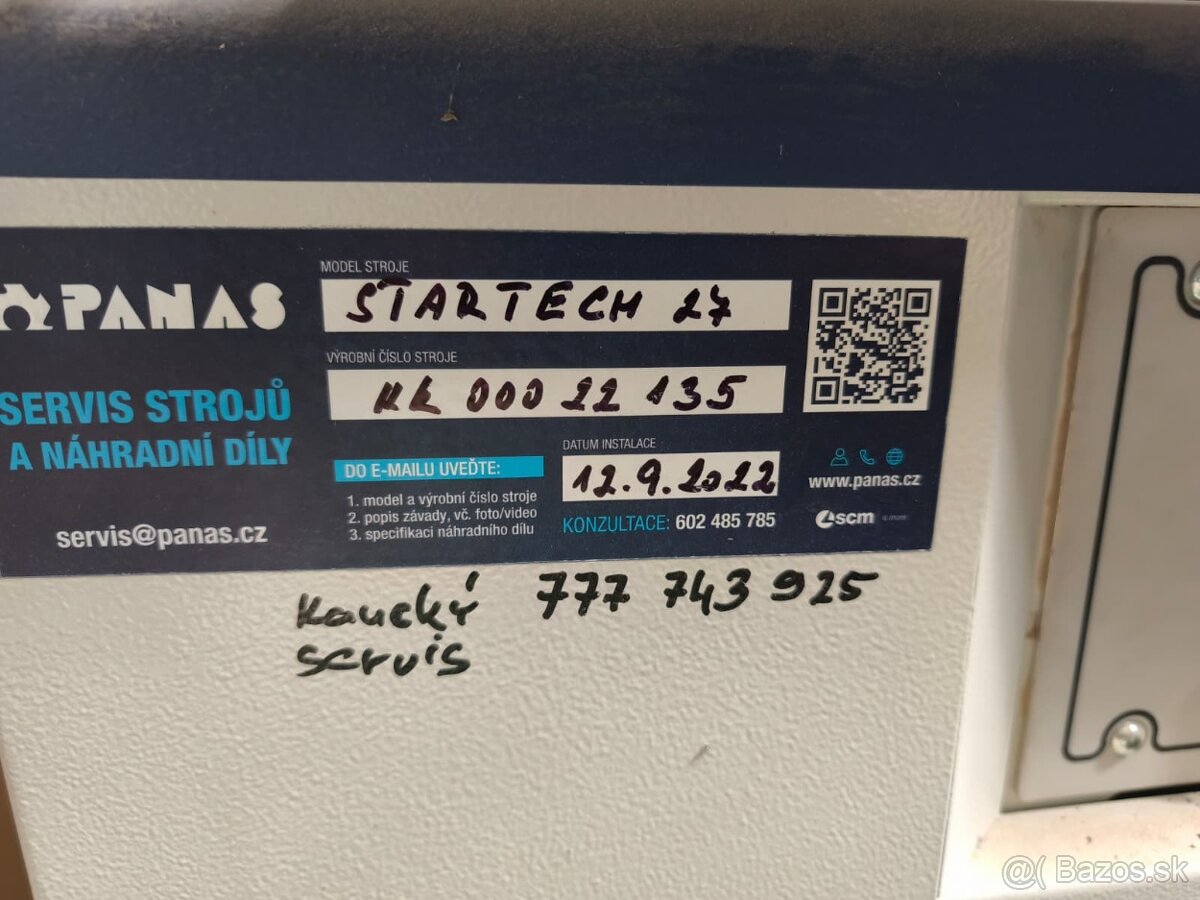 PANAS
SERVIS STROJŮ
A NÁHRADNÍ DÍLY
servis@panas.cz
MODEL STROJE
STARTECH 27
VÝROBNÍ ČÍSLO STROJE
KK 000 22 135
DO E-MAILU UVEĎTE:
1. model a výrobní číslo stroje
2. popis závady, vč. foto/video
3. specifikaci náhradního dílu
DATUM INSTALACE
12.9.2022
KONZULTACE: 602 485 785
www.panas.cz
scm
Kaucký 777 743 925
servis
@( Bazos.sk